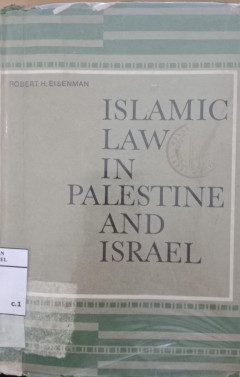 ROBERT H. EISENMAN
ISLAMIC
LAW
IN
PALESTINE
AND
ISRAEL
c.1